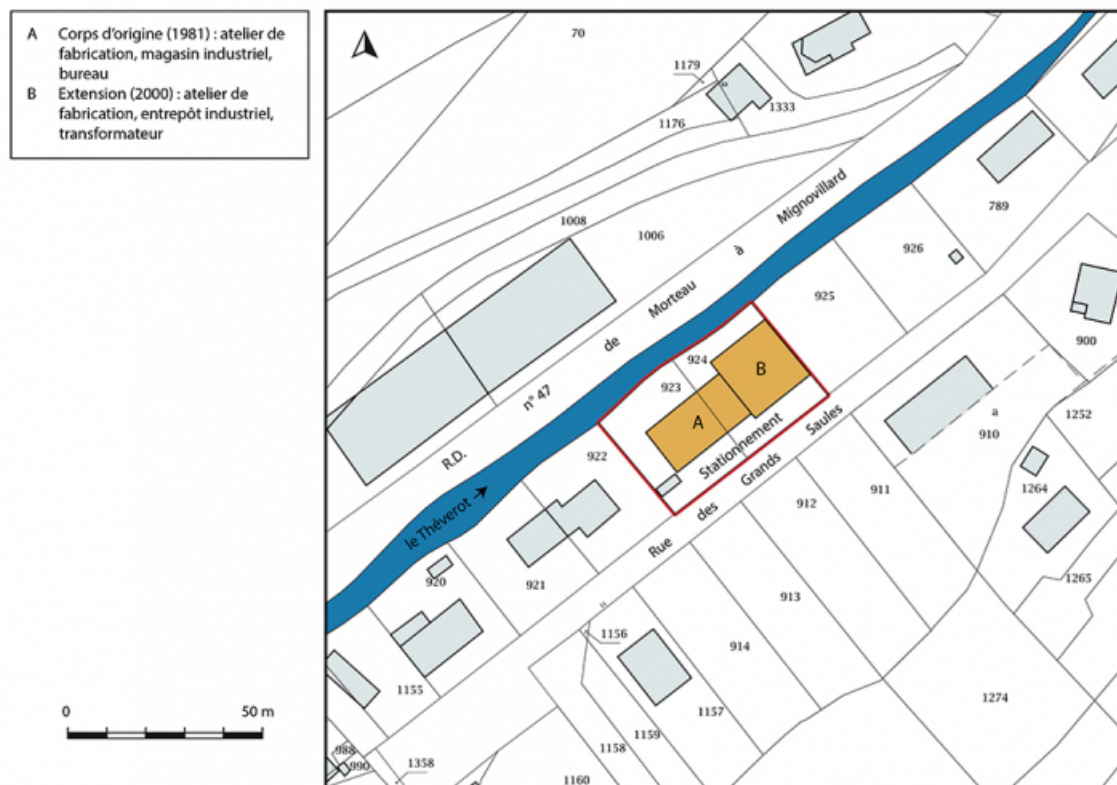 A Corps d'origine (1981) : atelier de
fabrication, magasin industriel,
bureau
B Extension (2000) : atelier de
fabrication, entrepôt industriel,
transformateur
70
1179
1333
1176
1008
1006
789
926
925
900
R.D. n° 47 de Morteau à Mignovillard
924
923
B
A
Stationnement
922
le Théverot
Rue des Grands Saules
a
910
1252
1264
1265
911
912
913
914
920
921
1155
1156
1157
1274
1159
1158
1160
988
990
1358
0 50 m